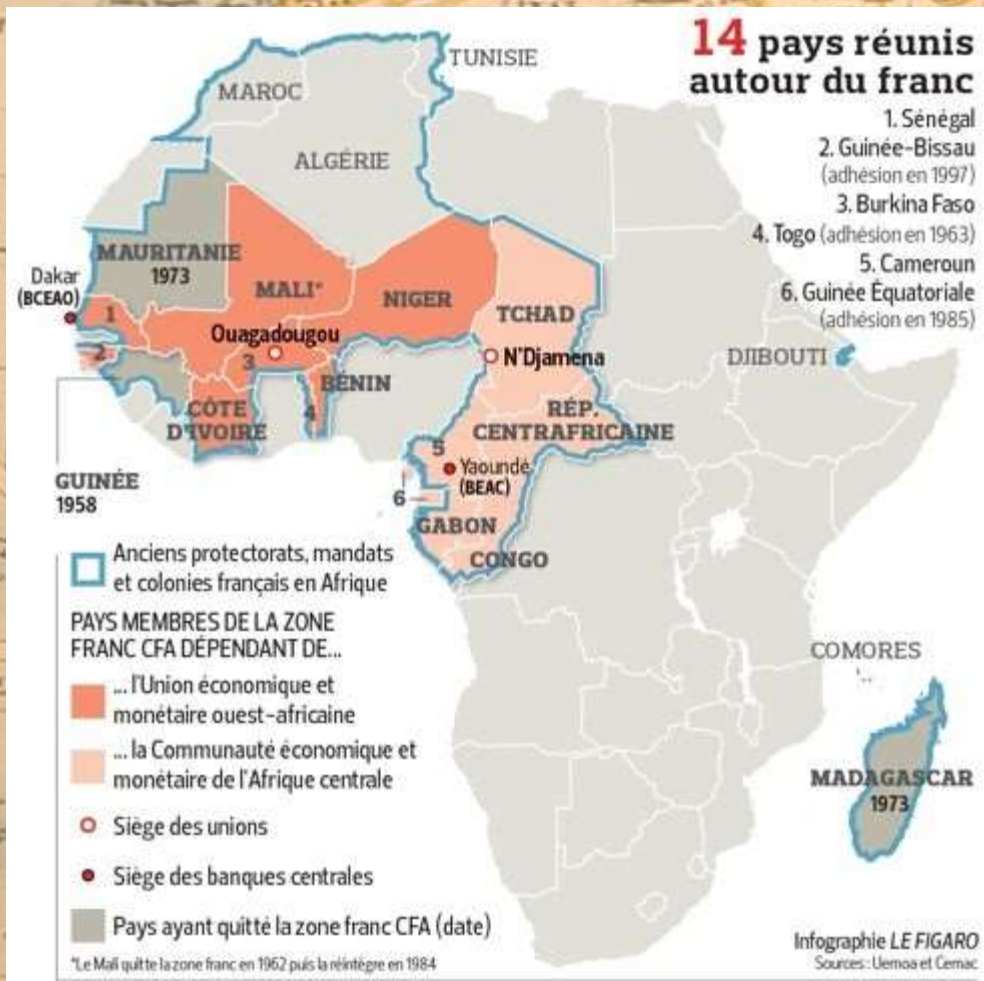 14 pays réunis
autour du franc
1. Sénégal
2. Guinée-Bissau
(adhésion en 1997)
3. Burkina Faso
4. Togo (adhésion en 1963)
5. Cameroun
6. Guinée Équatoriale
(adhésion en 1985)
TUNISIE
MAROC
ALGÉRIE
MAURITANIE
1973
MALI*
NIGER
TCHAD
Dakar
(BCEAO)
1
2
Ouagadougou
3
N'Djamena
DJIBOUTI
BÉNIN
4
CÔTE
D'IVOIRE
RÉP.
CENTRAFRICAINE
5
Yaoundé
(BEAC)
6
GUINÉE
1958
GABON
CONGO
COMORES
MADAGASCAR
1973
Anciens protectorats, mandats
et colonies français en Afrique
PAYS MEMBRES DE LA ZONE
FRANC CFA DÉPENDANT DE...
... l'Union économique et
monétaire ouest-africaine
... la Communauté économique et
monétaire de l'Afrique centrale
Siège des unions
Siège des banques centrales
Pays ayant quitté la zone franc CFA (date)
*Le Mali quitte la zone franc en 1962 puis la réintègre en 1984
Infographie LE FIGARO
Sources : Uemoa et Cemac